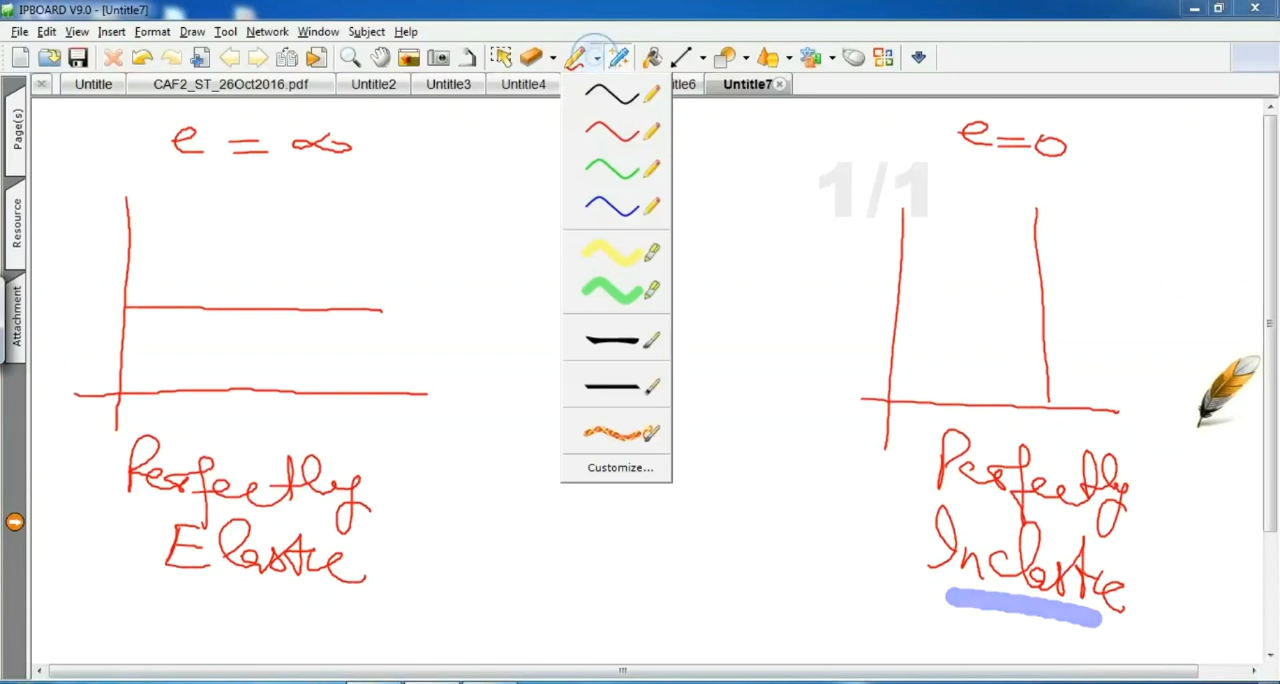 IPBOARD V9.0 - [Untitle7]
File Edit View Insert Format Draw Tool Network Window Subject Help
Untitle CAF2_ST_26Oct2016.pdf Untitle2 Untitle3 Untitle4 tle6 Untitle7
Page(s)
Resource
Attachment
e = ∞
e = 0
1/1
Customize...
Perfectly
Elastic
Perfectly
Inelastic